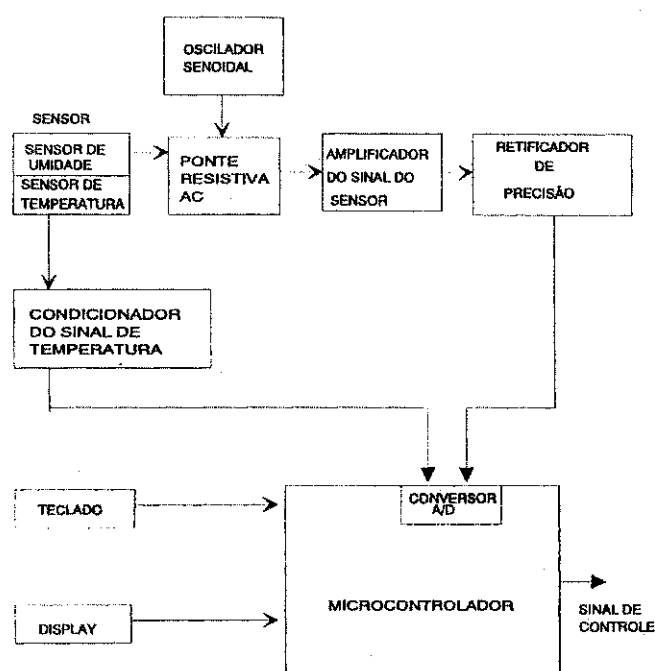 OSCILADOR
SENOIDAL
SENSOR
SENSOR DE
UMIDADE
SENSOR DE
TEMPERATURA
PONTE
RESISTIVA
AC
AMPLIFICADOR
DO SINAL DO
SENSOR
RETIFICADOR
DE
PRECISÃO
CONDICIONADOR
DO SINAL DE
TEMPERATURA
TECLADO
CONVERSOR
A/D
MICROCONTROLADOR
DISPLAY
SINAL DE
CONTROLE